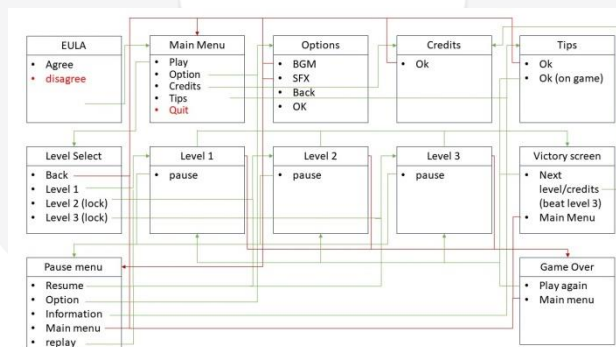 EULA
• Agree
• disagree
Main Menu
• Play
• Option
• Credits
• Tips
• Quit
Options
• BGM
• SFX
• Back
• OK
Credits
• Ok
Tips
• Ok
• Ok (on game)
Level Select
• Back
• Level 1
• Level 2 (lock)
• Level 3 (lock)
Level 1
• pause
Level 2
• pause
Level 3
• pause
Victory screen
• Next
level/credits
(beat level 3)
• Main Menu
Pause menu
• Resume
• Option
• Information
• Main menu
• replay
Game Over
• Play again
• Main menu